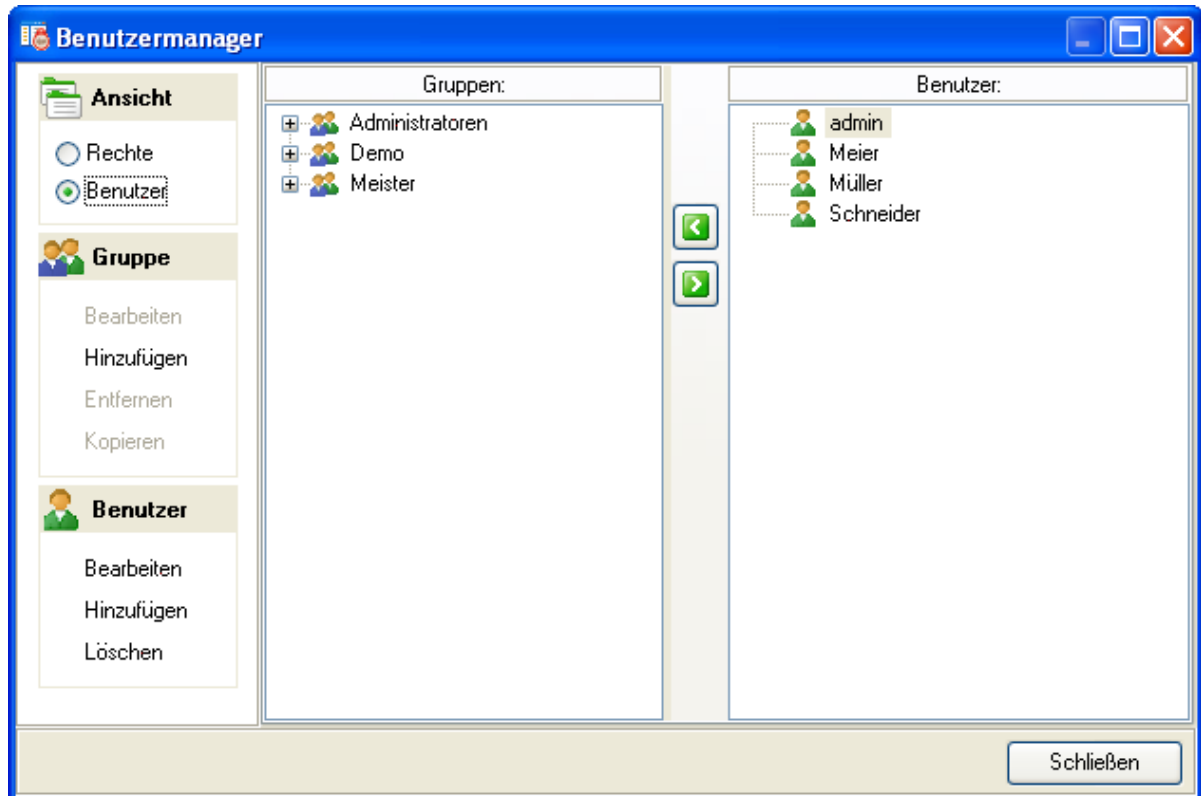 Benutzermanager
Ansicht
Rechte
Benutzer
Gruppe
Bearbeiten
Hinzufügen
Entfernen
Kopieren
Benutzer
Bearbeiten
Hinzufügen
Löschen
Gruppen:
Administratoren
Demo
Meister
Benutzer:
admin
Meier
Müller
Schneider
Schließen